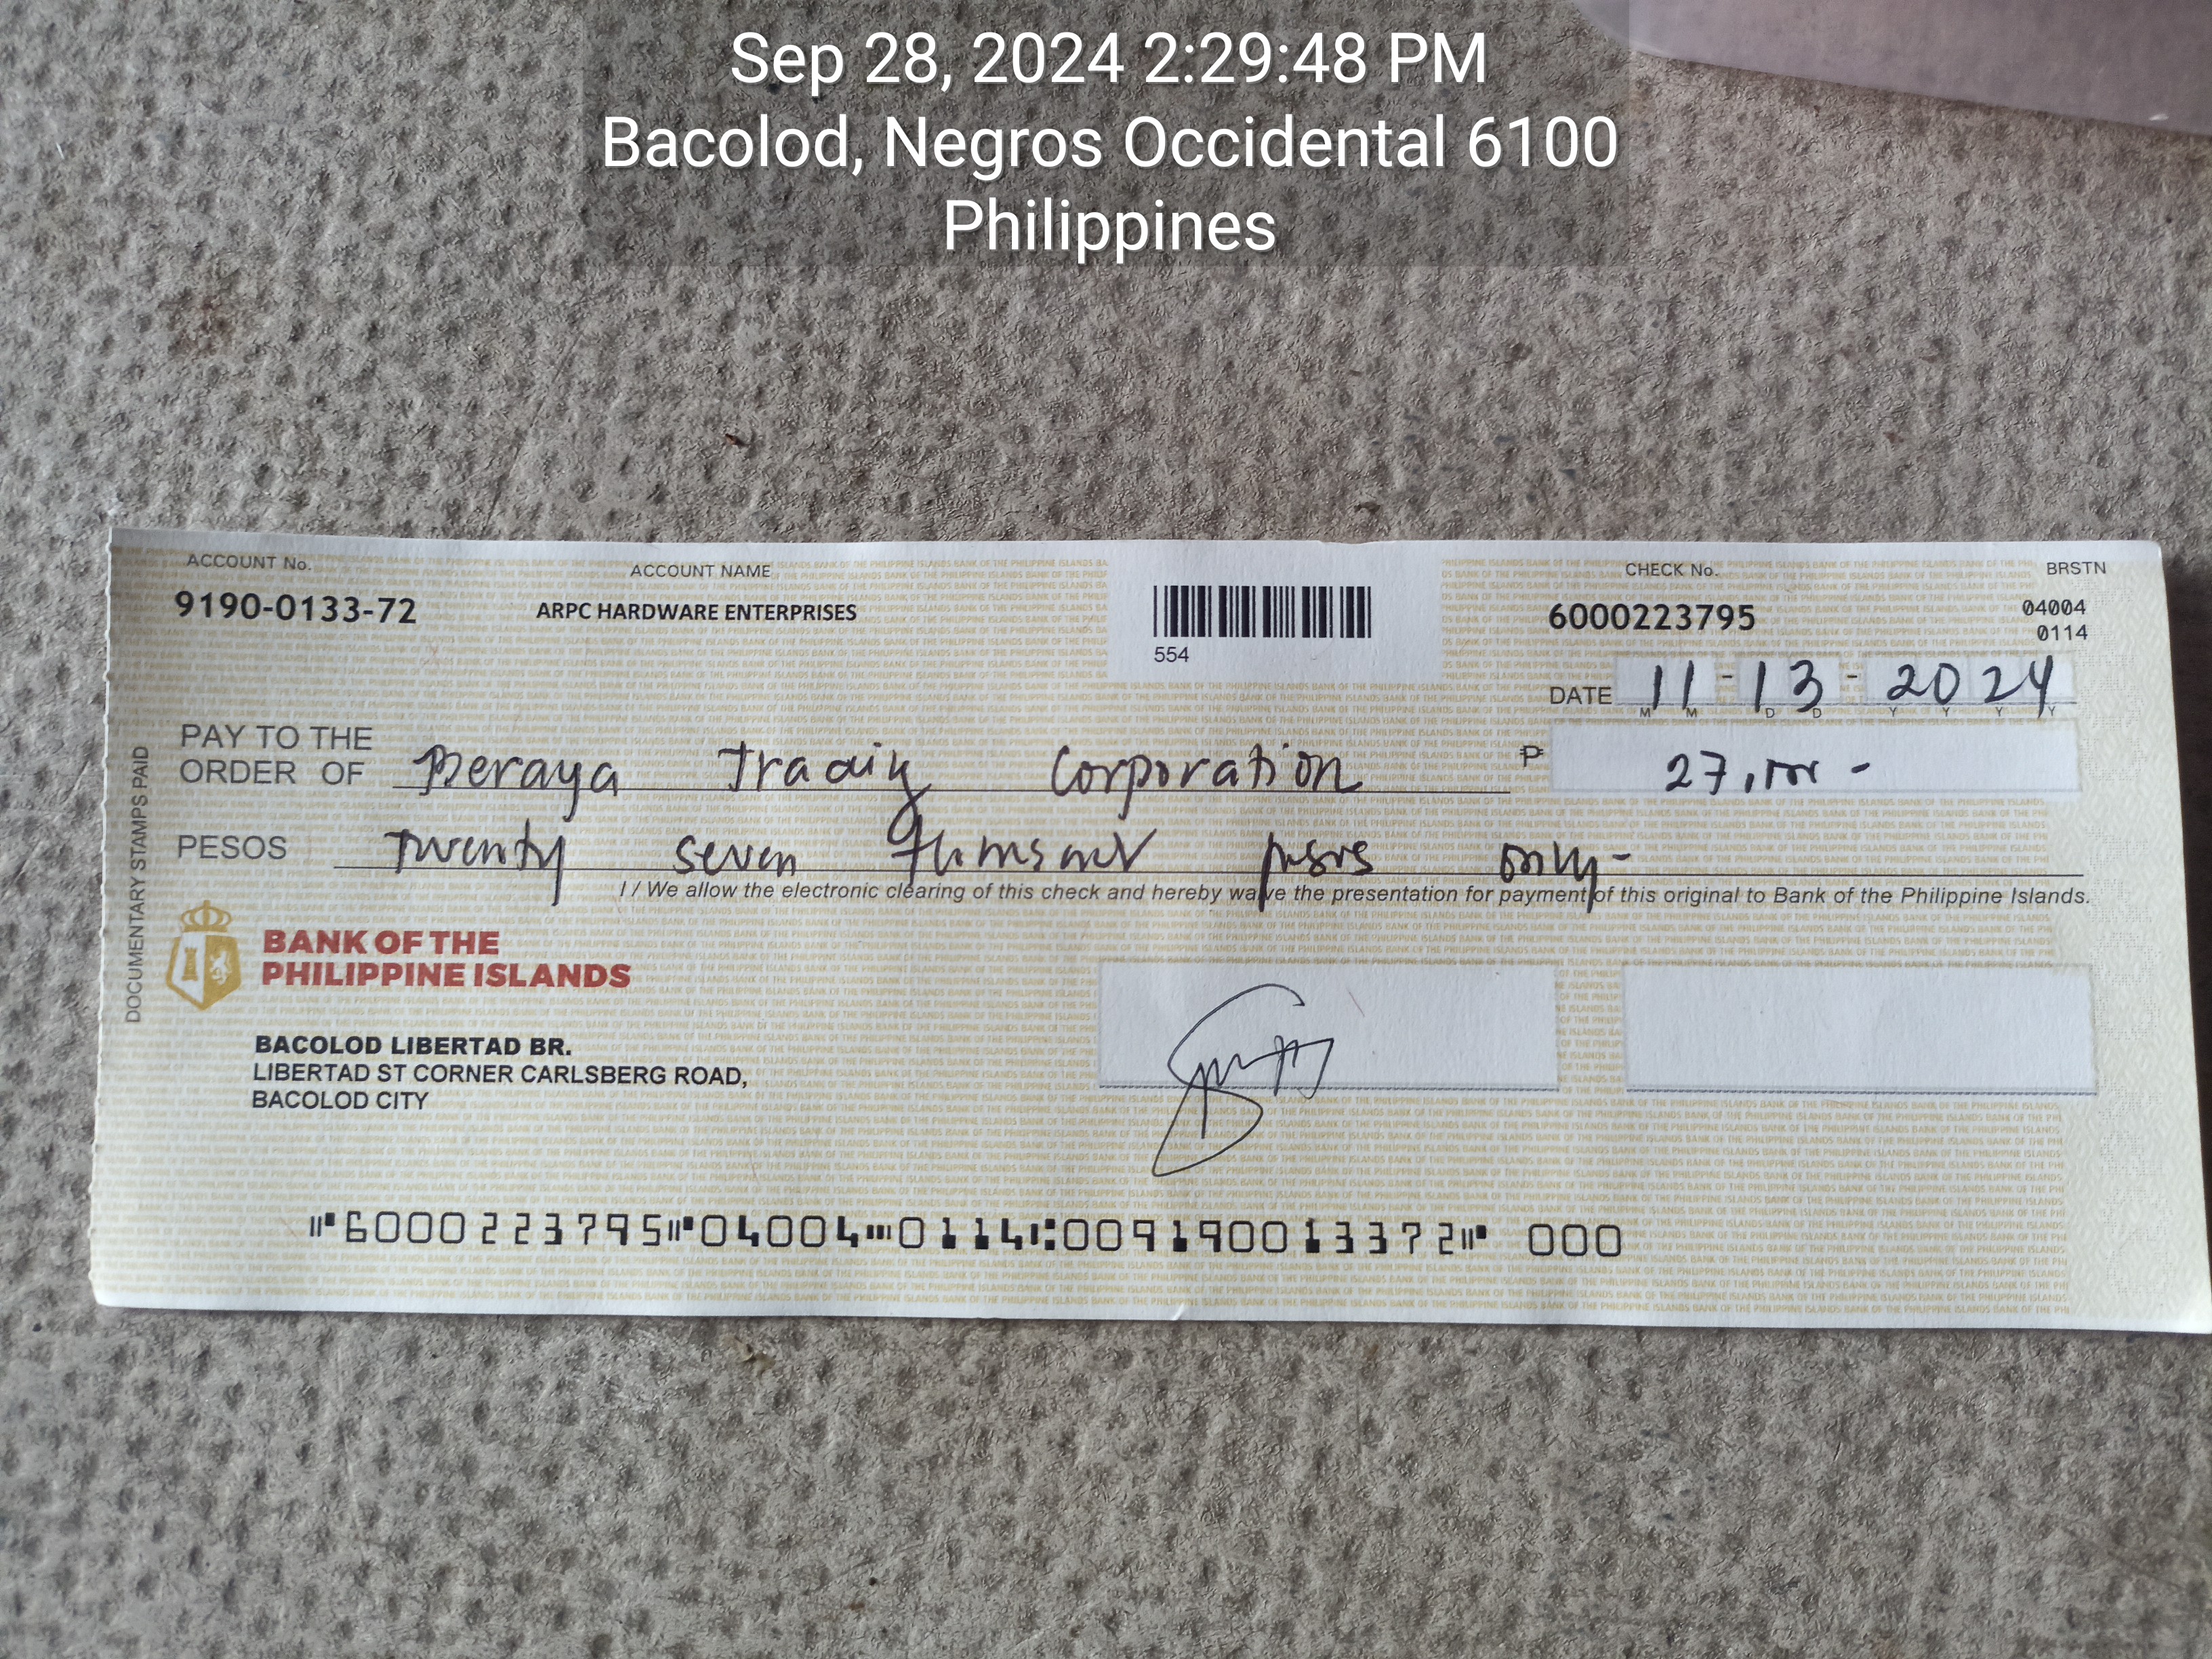 Sep 28, 2024 2:29:48 PM
Bacolod, Negros Occidental 6100
Philippines
ACCOUNT No. ACCOUNT NAME CHECK No. BRSTN
9190-0133-72 ARPC HARDWARE ENTERPRISES 6000223795 04004
0114
554
DATE 11-13-2024
M M D D Y Y Y Y
PAY TO THE
ORDER OF Deraya Trading Corporation ₱ 27,000 -
PESOS Twenty seven thousand pesos only-
I / We allow the electronic clearing of this check and hereby waive the presentation for payment of this original to Bank of the Philippine Islands.
DOCUMENTARY STAMPS PAID
BANK OF THE
PHILIPPINE ISLANDS
BACOLOD LIBERTAD BR.
LIBERTAD ST CORNER CARLSBERG ROAD,
BACOLOD CITY
⑈6000223795⑈04004⑉0114⑆009190013372⑈ 000